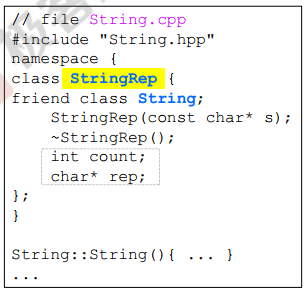 // file String.cpp
#include "String.hpp"
namespace {
class StringRep {
friend class String;
StringRep(const char* s);
~StringRep();
int count;
char* rep;
};
}
String::String(){ ... }
...